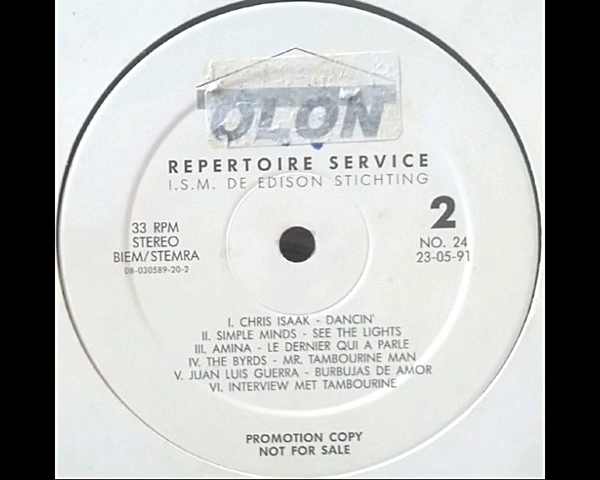 OLON
REPERTOIRE SERVICE
I.S.M. DE EDISON STICHTING
33 RPM
STEREO
BIEM/STEMRA
08-030589-20-2
2
NO. 24
23-05-91
I. CHRIS ISAAK - DANCIN'
II. SIMPLE MINDS - SEE THE LIGHTS
III. AMINA - LE DERNIER QUI A PARLE
IV. THE BYRDS - MR. TAMBOURINE MAN
V. JUAN LUIS GUERRA - BURBUJAS DE AMOR
VI. INTERVIEW MET TAMBOURINE
PROMOTION COPY
NOT FOR SALE